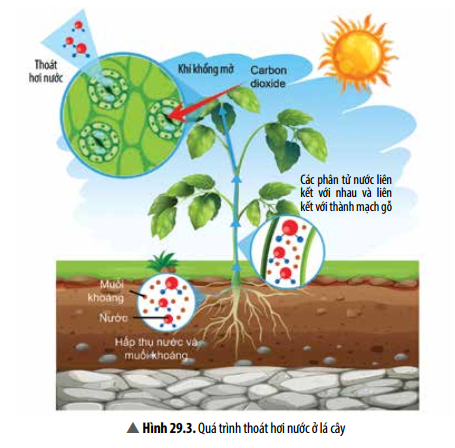 Thoát
hơi nước
Khí khổng mở
Carbon
dioxide
Các phân tử nước liên
kết với nhau và liên
kết với thành mạch gỗ
Muối
khoáng
Nước
Hấp thụ nước và
muối khoáng
▲ Hình 29.3. Quá trình thoát hơi nước ở lá cây